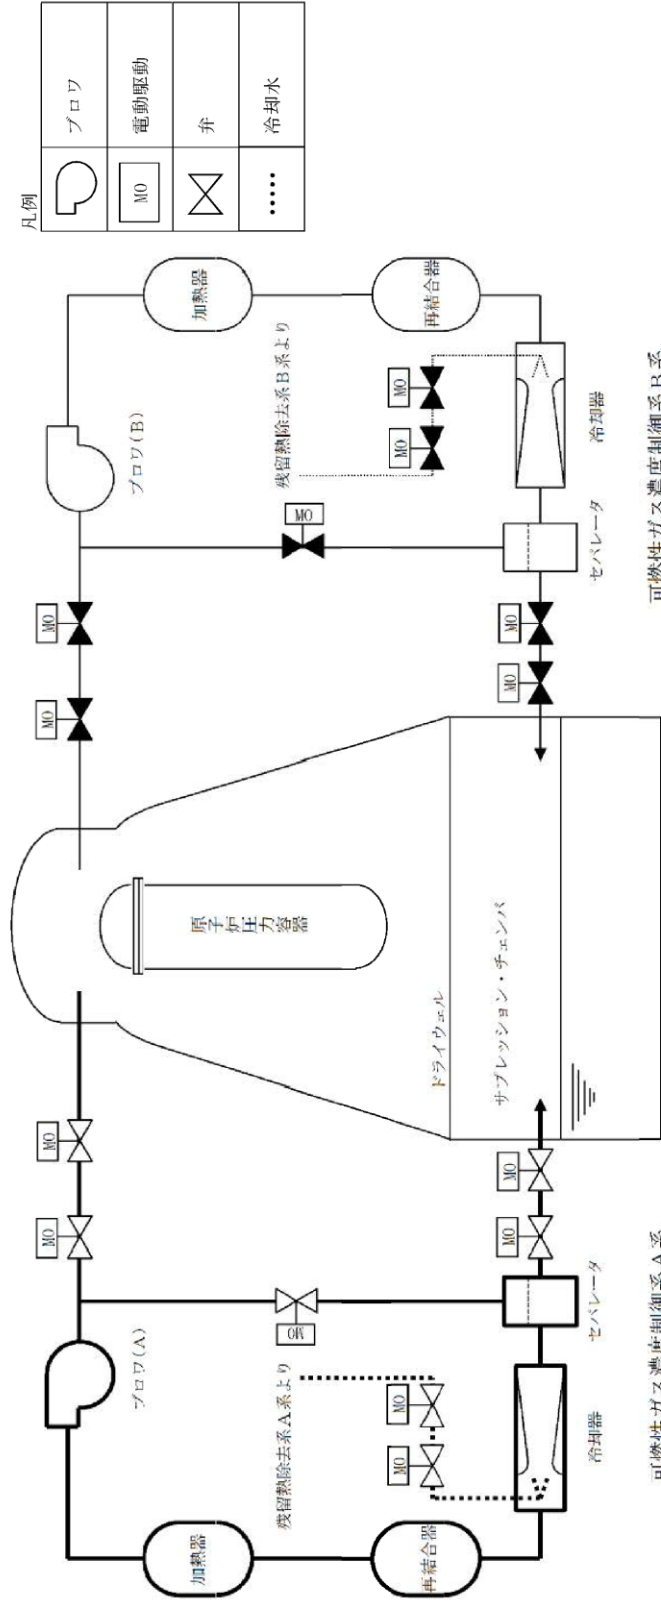 凡例
ブロワ
MO
電動駆動
弁
冷却水
加熱器
再結合器
ブロワ(B)
残留熱除去系B系より
MO
MO
冷却器
MO
セパレータ
MO
MO
MO
MO
可燃性ガス濃度制御系B系
原子炉圧力容器
ドライウェル
サプレッション・チェンバ
MO
MO
MO
MO
MO
セパレータ
ブロワ(A)
残留熱除去系A系より
MO
MO
冷却器
加熱器
再結合器
可燃性ガス濃度制御系A系